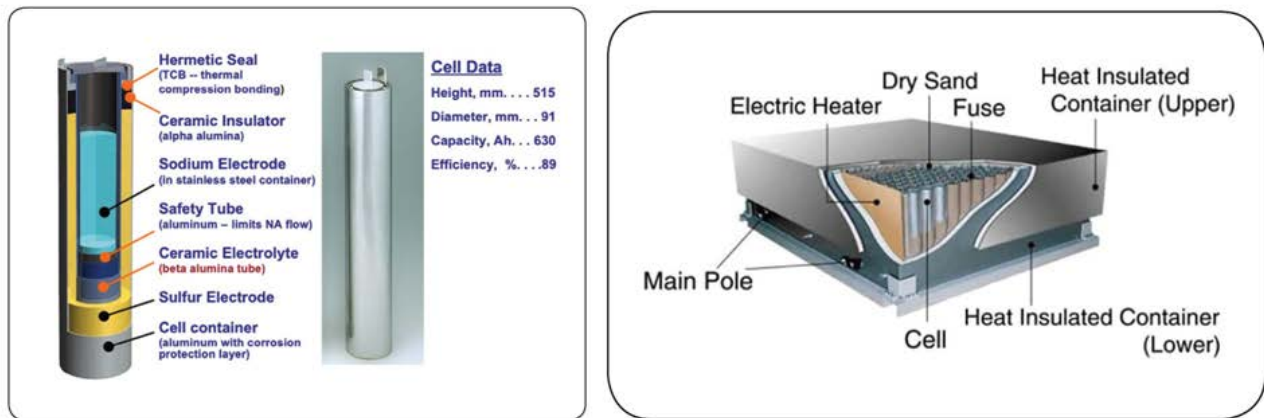 Hermetic Seal
(TCB -- thermal
compression bonding)
Ceramic Insulator
(alpha alumina)
Sodium Electrode
(in stainless steel container)
Safety Tube
(aluminum – limits NA flow)
Ceramic Electrolyte
(beta alumina tube)
Sulfur Electrode
Cell container
(aluminum with corrosion
protection layer)
Cell Data
Height, mm. . . . 515
Diameter, mm. . . 91
Capacity, Ah. . . 630
Efficiency, %. . . .89
Dry Sand
Fuse
Electric Heater
Heat Insulated
Container (Upper)
Main Pole
Cell
Heat Insulated Container
(Lower)